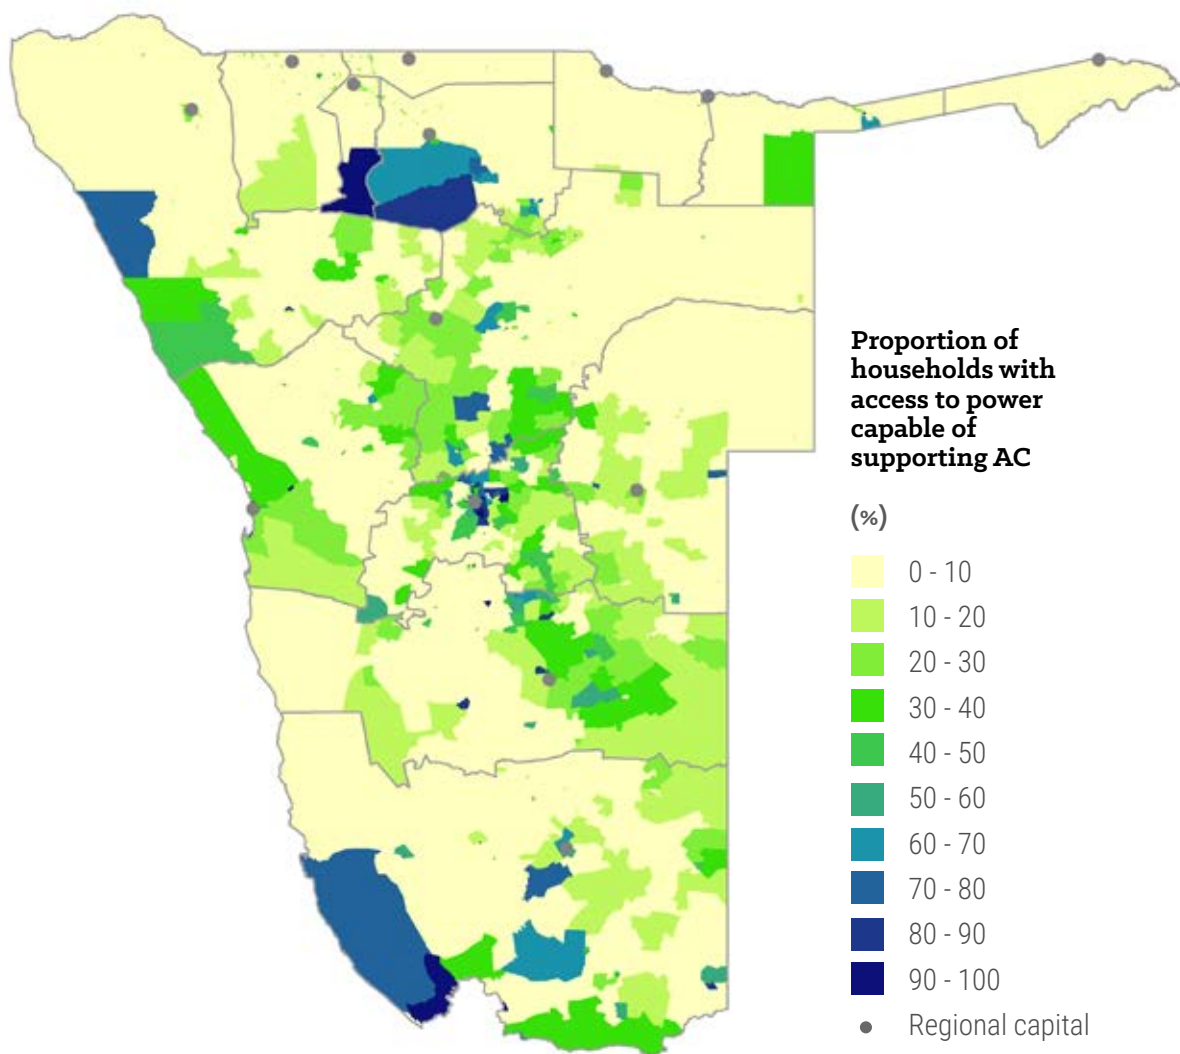 Proportion of
households with
access to power
capable of
supporting AC
(%)
0 - 10
10 - 20
20 - 30
30 - 40
40 - 50
50 - 60
60 - 70
70 - 80
80 - 90
90 - 100
Regional capital